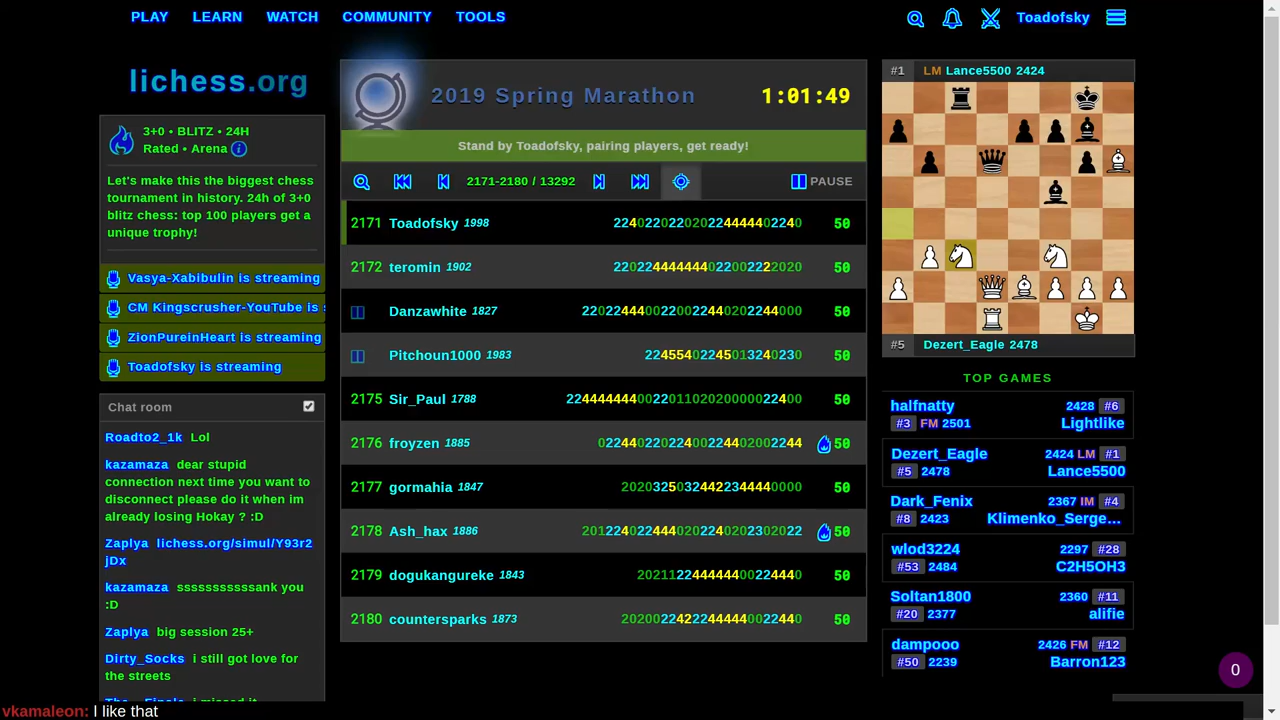 PLAY LEARN WATCH COMMUNITY TOOLS Toadofsky
lichess.org
3+0 • BLITZ • 24H
Rated • Arena
Let's make this the biggest chess
tournament in history. 24h of 3+0
blitz chess: top 100 players get a
unique trophy!
Vasya-Xabibulin is streaming
CM Kingscrusher-YouTube is s
ZionPureinHeart is streaming
Toadofsky is streaming
Chat room
Roadto2_1k Lol
kazamaza dear stupid
connection next time you want to
disconnect please do it when im
already losing Hokay ? :D
Zaplya lichess.org/simul/Y93r2
jDx
kazamaza ssssssssssank you
:D
Zaplya big session 25+
Dirty_Socks i still got love for
the streets
2019 Spring Marathon 1:01:49
Stand by Toadofsky, pairing players, get ready!
2171-2180 / 13292 PAUSE
2171 Toadofsky 1998 224022022020224444402240 50
2172 teromin 1902 220224444444022002222020 50
Danzawhite 1827 2202244400220022440202244000 50
Pitchoun1000 1983 22455402245013240230 50
2175 Sir_Paul 1788 224444444002201102020000022400 50
2176 froyzen 1885 02244022022400224402002244 50
2177 gormahia 1847 20203250324422344440000 50
2178 Ash_hax 1886 2012240224440202240202302022 50
2179 dogukangureke 1843 202112244444400224440 50
2180 countersparks 1873 2020022422444440022440 50
#1 LM Lance5500 2424
#5 Dezert_Eagle 2478
TOP GAMES
halfnatty 2428 #6
#3 FM 2501 Lightlike
Dezert_Eagle 2424 LM #1
#5 2478 Lance5500
Dark_Fenix 2367 IM #4
#8 2423 Klimenko_Serge...
wlod3224 2297 #28
#53 2484 C2H5OH3
Soltan1800 2360 #11
#20 2377 alifie
dampooo 2426 FM #12
#50 2239 Barron123
0
vkamaleon: I like that